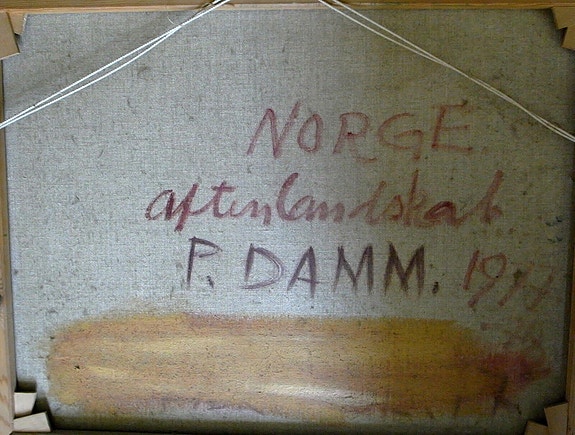 NORGE
aftenlandskab
P. DAMM.